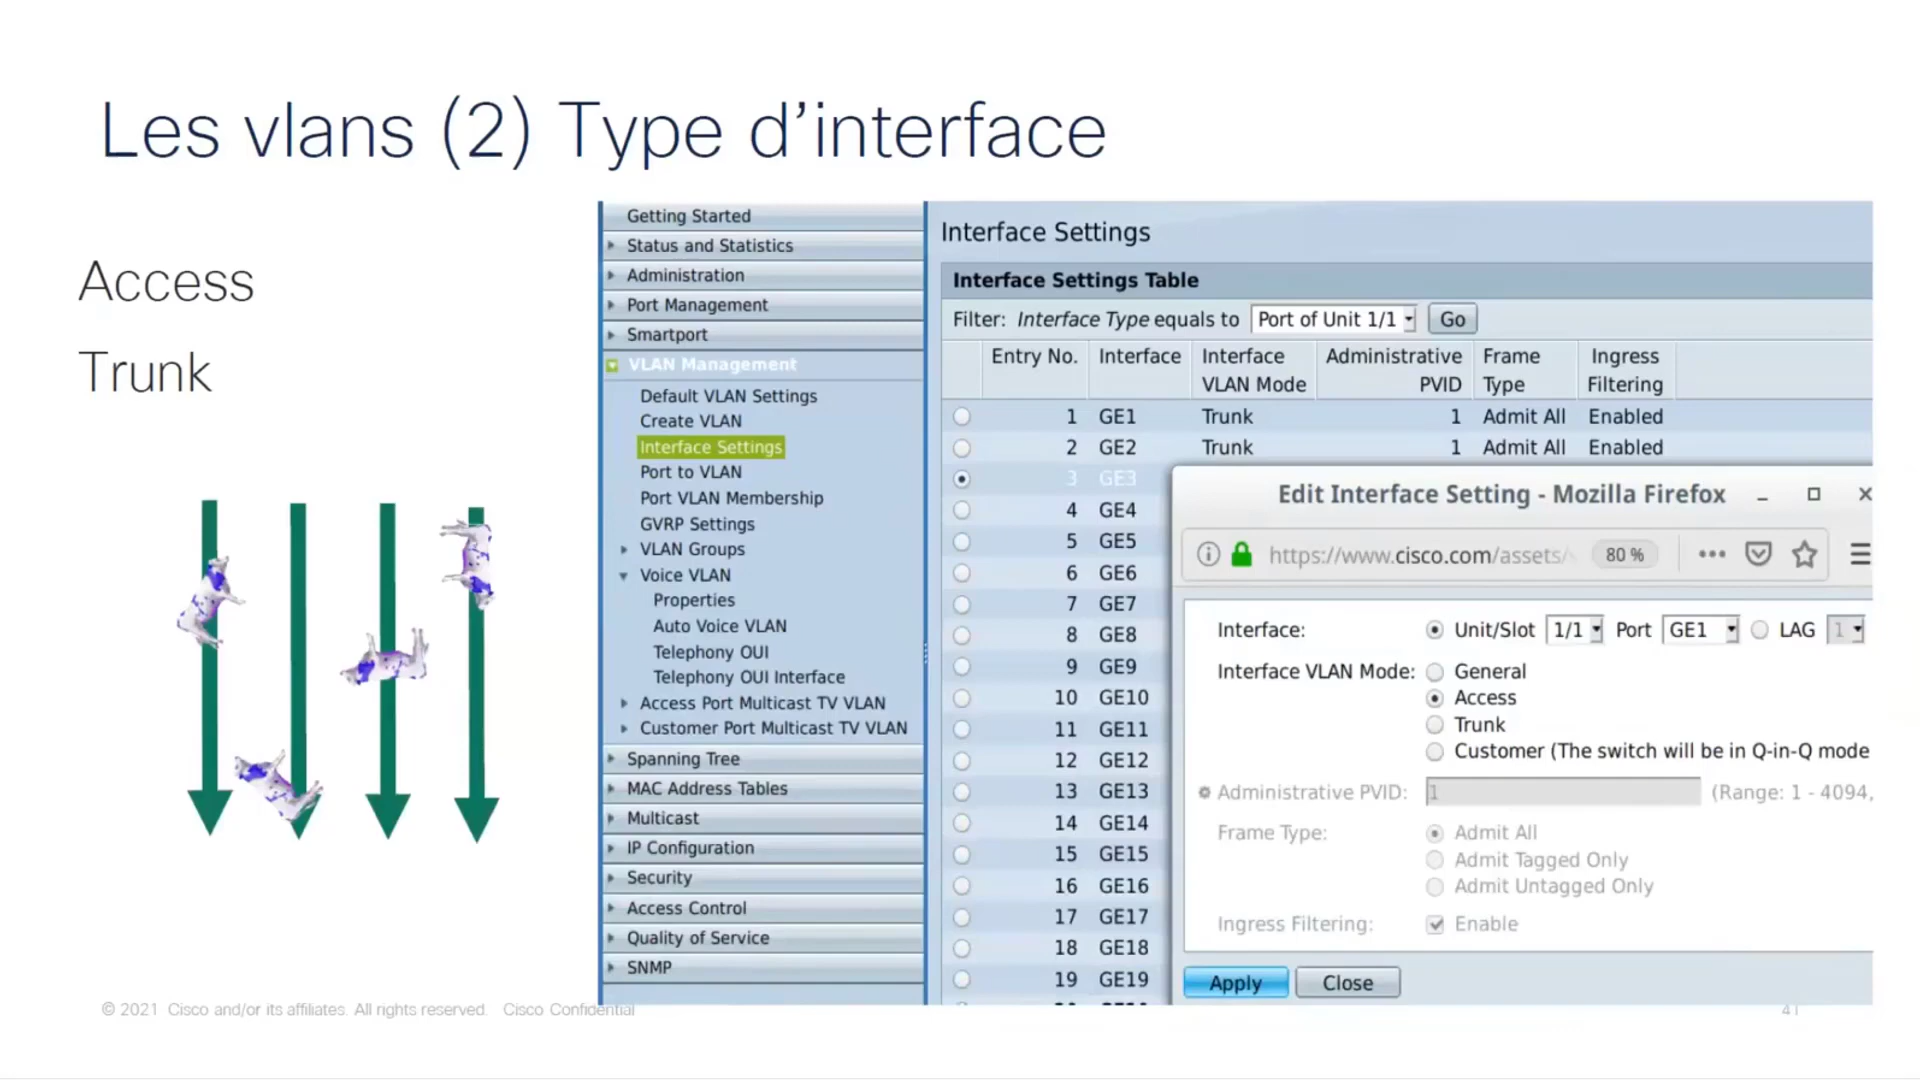 Les vlans (2) Type d’interface
Access
Trunk
Getting Started
Status and Statistics
Administration
Port Management
Smartport
VLAN Management
Default VLAN Settings
Create VLAN
Interface Settings
Port to VLAN
Port VLAN Membership
GVRP Settings
VLAN Groups
Voice VLAN
Properties
Auto Voice VLAN
Telephony OUI
Telephony OUI Interface
Access Port Multicast TV VLAN
Customer Port Multicast TV VLAN
Spanning Tree
MAC Address Tables
Multicast
IP Configuration
Security
Access Control
Quality of Service
SNMP
Interface Settings
Interface Settings Table
Filter: Interface Type equals to Port of Unit 1/1 Go
Entry No. Interface Interface VLAN Mode Administrative PVID Frame Type Ingress Filtering
1 GE1 Trunk 1 Admit All Enabled
2 GE2 Trunk 1 Admit All Enabled
3 GE3
4 GE4
5 GE5
6 GE6
7 GE7
8 GE8
9 GE9
10 GE10
11 GE11
12 GE12
13 GE13
14 GE14
15 GE15
16 GE16
17 GE17
18 GE18
19 GE19
Edit Interface Setting - Mozilla Firefox
https://www.cisco.com/assets/ 80 %
Interface: Unit/Slot 1/1 Port GE1 LAG 1
Interface VLAN Mode: General
Access
Trunk
Customer (The switch will be in Q-in-Q mode
Administrative PVID: 1 (Range: 1 - 4094,
Frame Type: Admit All
Admit Tagged Only
Admit Untagged Only
Ingress Filtering: Enable
Apply Close
© 2021 Cisco and/or its affiliates. All rights reserved. Cisco Confidential
41